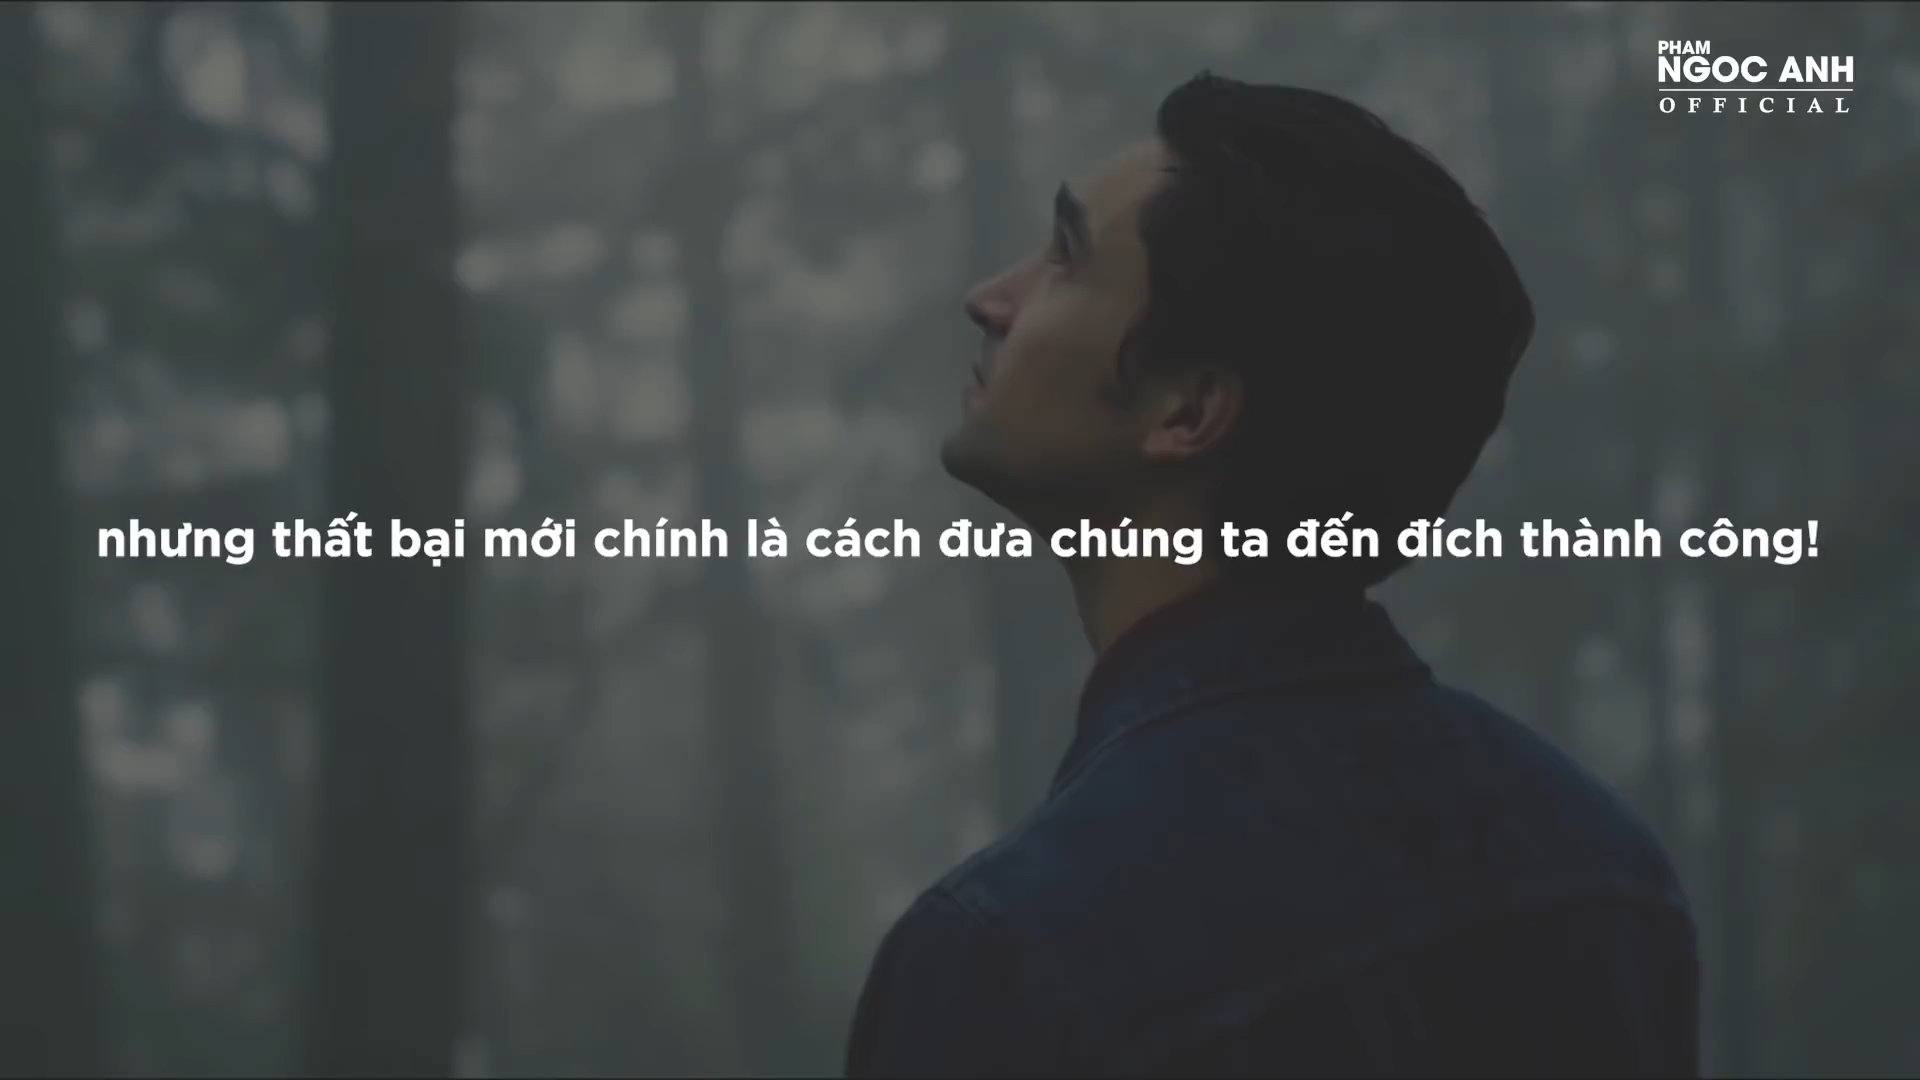 PHAM
NGOC ANH
OFFICIAL
nhưng thất bại mới chính là cách đưa chúng ta đến đích thành công!